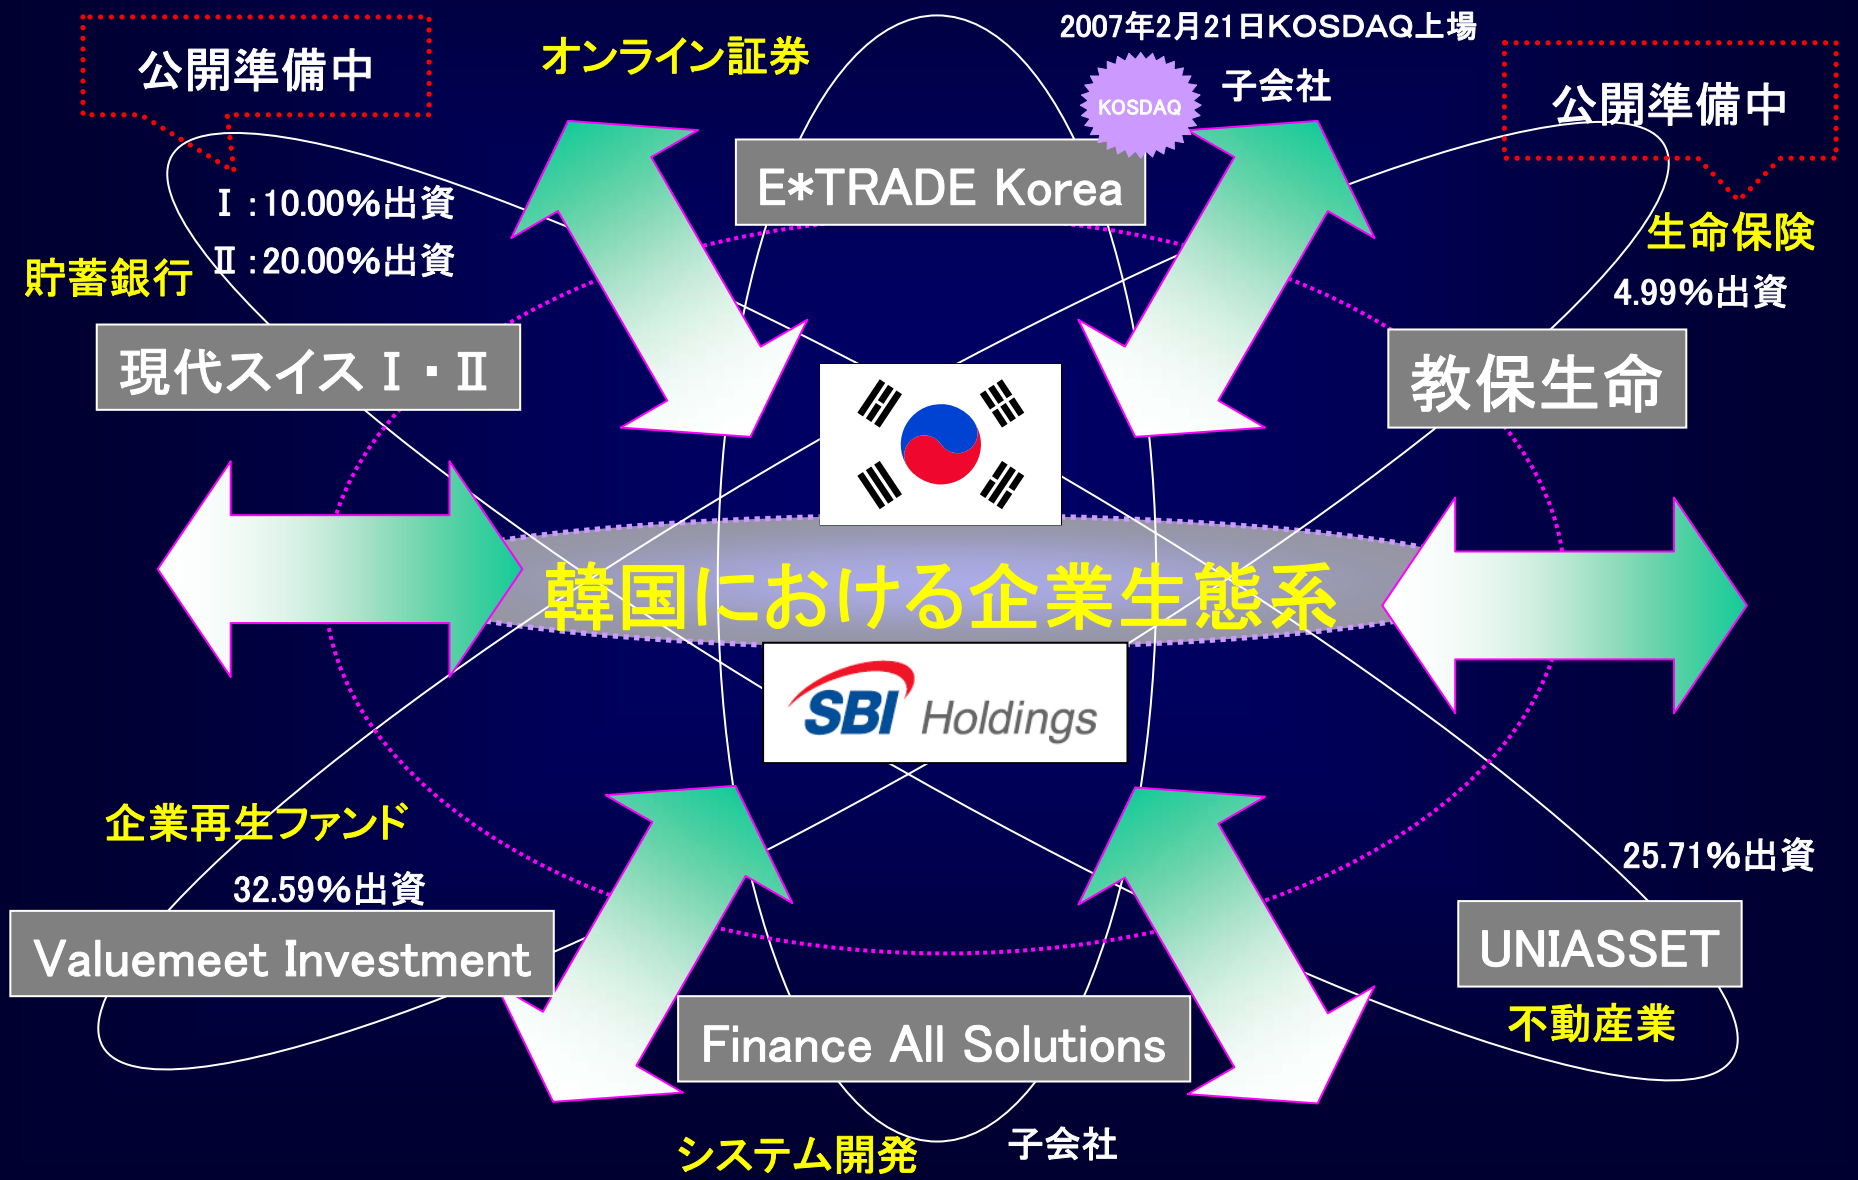 2007年2月21日KOSDAQ上場
オンライン証券
公開準備中
子会社
公開準備中
KOSDAQ
E*TRADE Korea
Ⅰ：10.00%出資
Ⅱ：20.00%出資
貯蓄銀行
現代スイスⅠ・Ⅱ
生命保険
4.99%出資
教保生命
韓国における企業生態系
SBI Holdings
企業再生ファンド
32.59%出資
Valuemeet Investment
25.71%出資
UNIASSET
不動産業
Finance All Solutions
システム開発
子会社